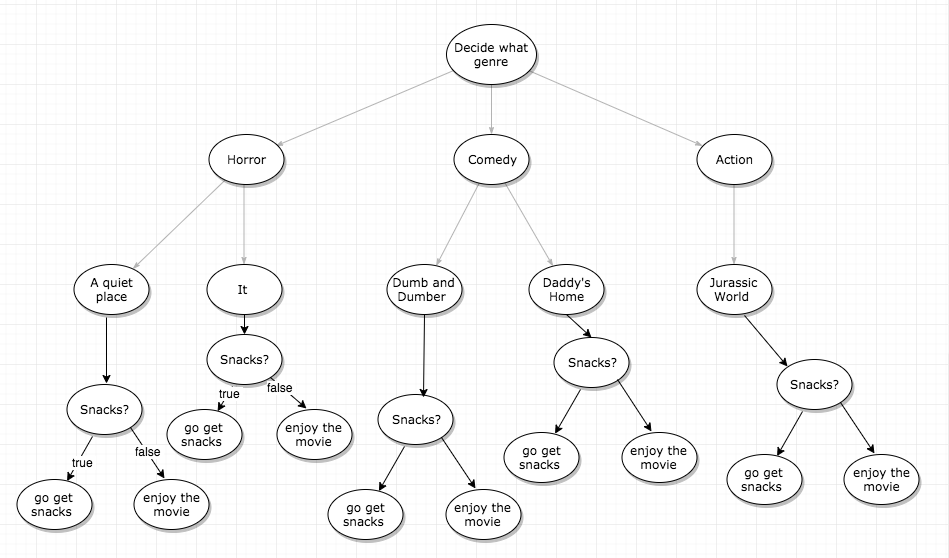 Decide what
genre
Horror
Comedy
Action
A quiet
place
It
Dumb and
Dumber
Daddy's
Home
Jurassic
World
Snacks?
true
false
go get
snacks
enjoy the
movie
Snacks?
true
false
go get
snacks
enjoy the
movie
Snacks?
go get
snacks
enjoy the
movie
Snacks?
go get
snacks
enjoy the
movie
Snacks?
go get
snacks
enjoy the
movie